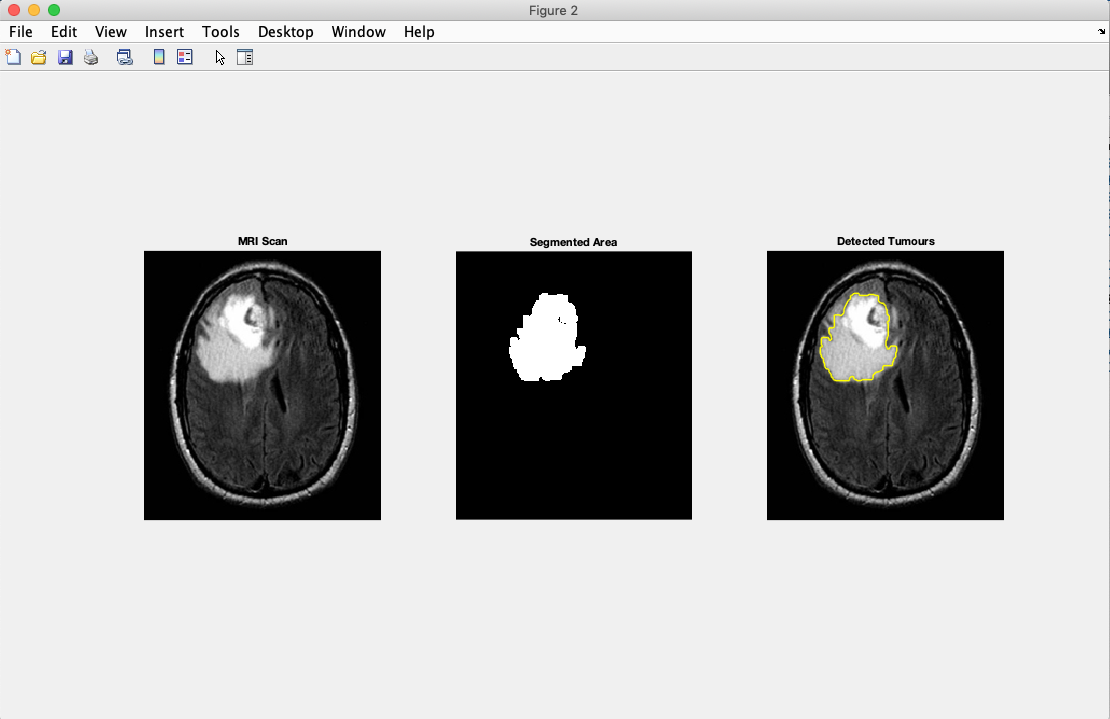 Figure 2
File Edit View Insert Tools Desktop Window Help
MRI Scan
Segmented Area
Detected Tumours